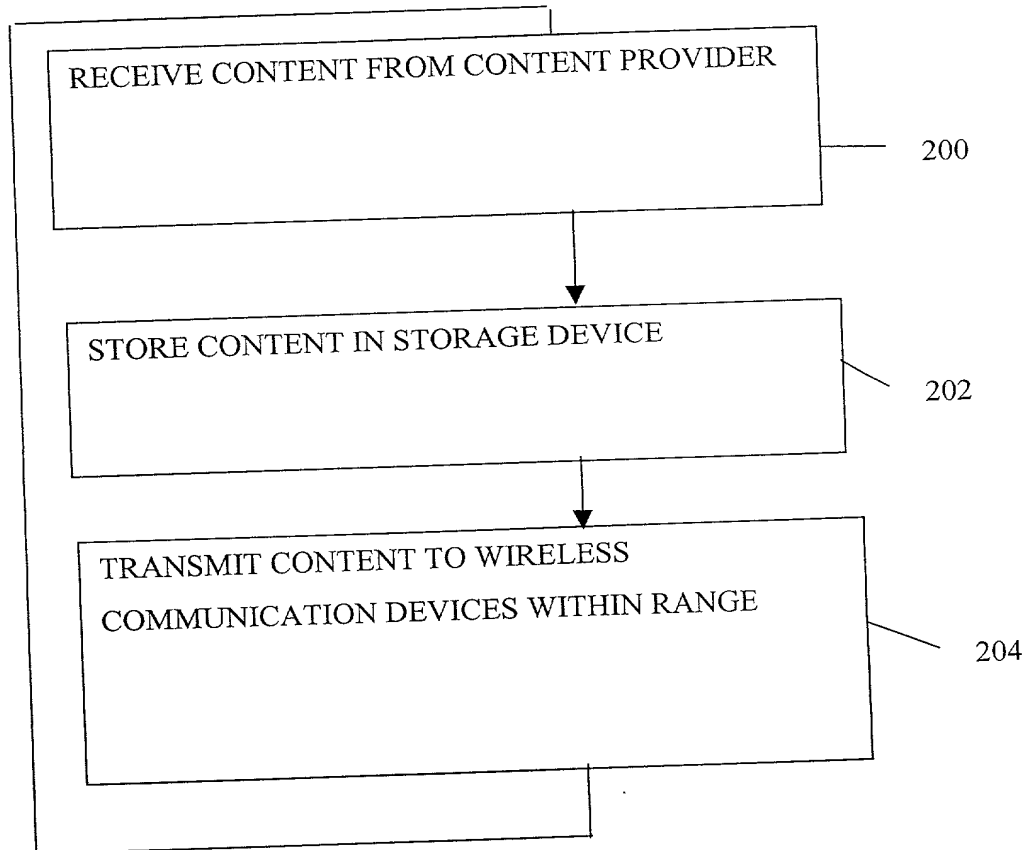 RECEIVE CONTENT FROM CONTENT PROVIDER
200
STORE CONTENT IN STORAGE DEVICE
202
TRANSMIT CONTENT TO WIRELESS
COMMUNICATION DEVICES WITHIN RANGE
204